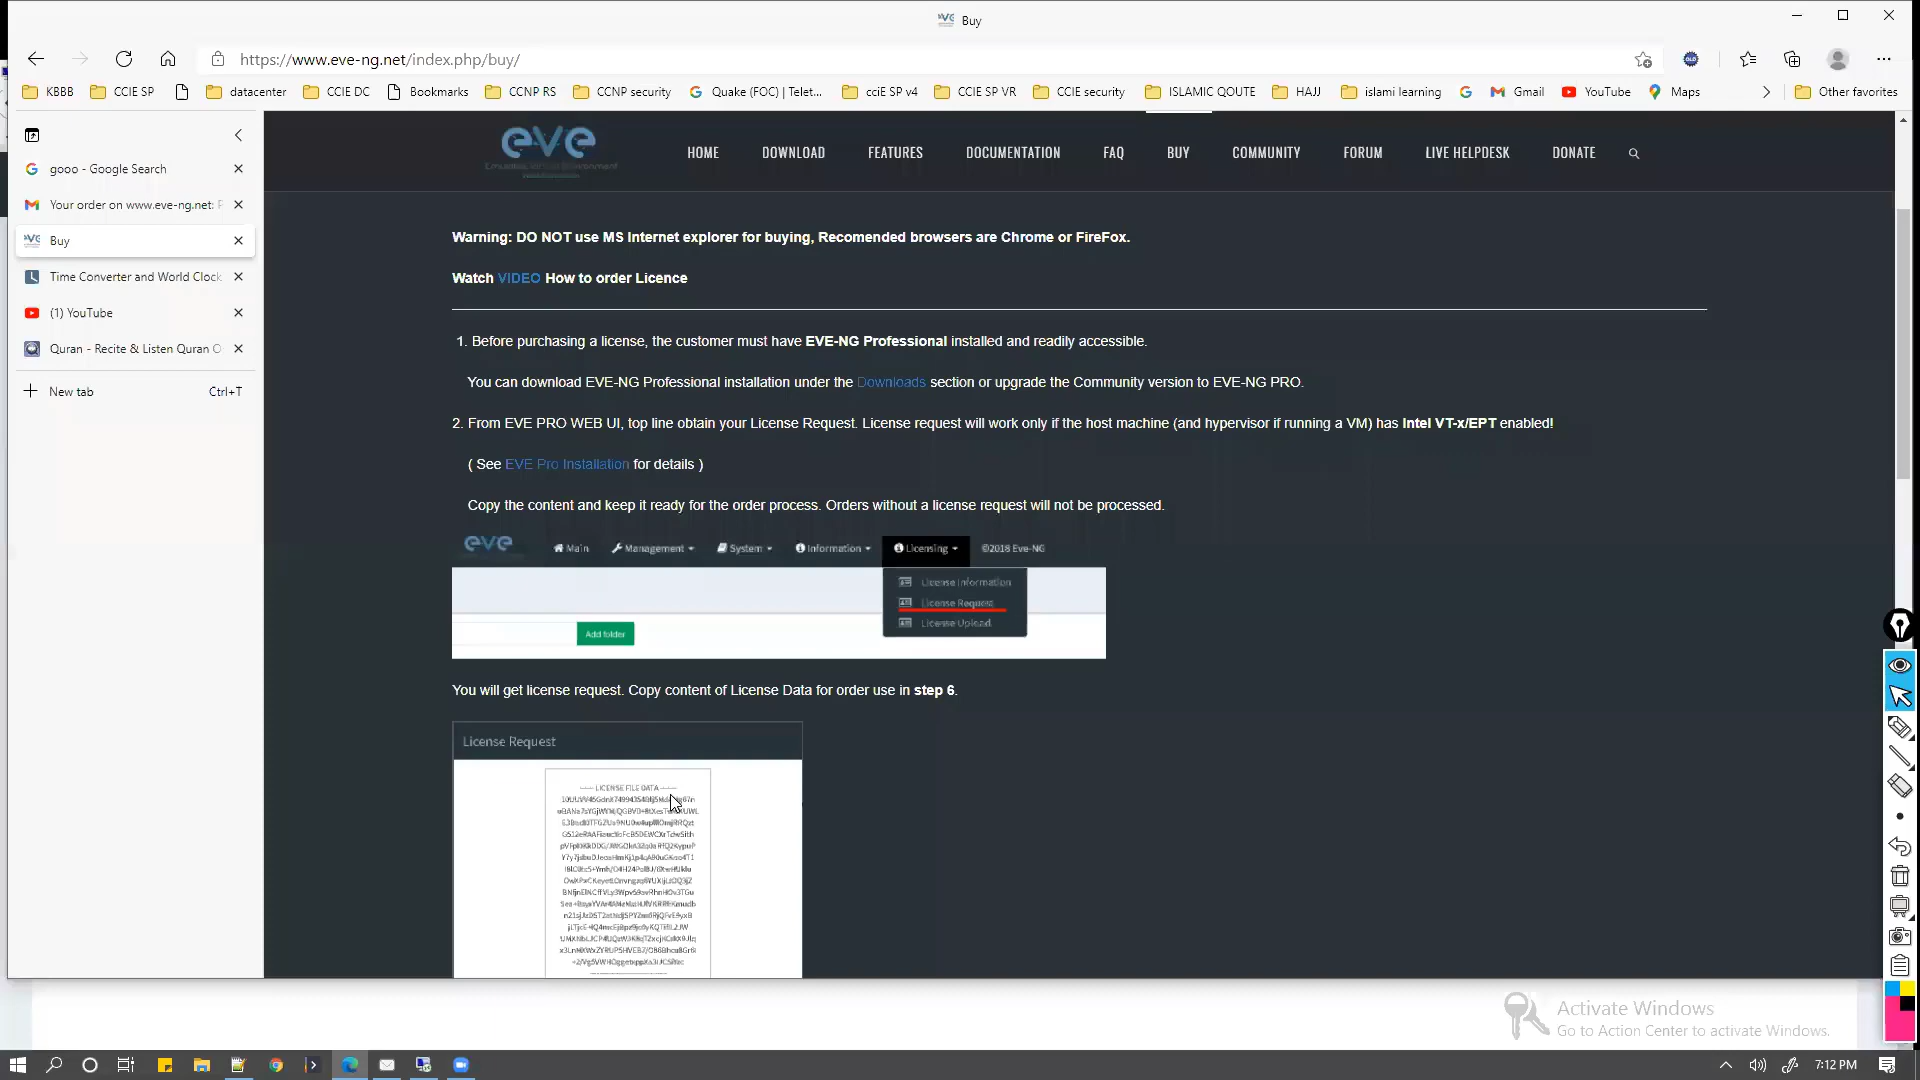 Buy
https://www.eve-ng.net/index.php/buy/
KBBB
CCIE SP
datacenter
CCIE DC
Bookmarks
CCNP RS
CCNP security
Quake (FOC) | Telet...
cciE SP v4
CCIE SP VR
CCIE security
ISLAMIC QOUTE
HAJJ
islami learning
Gmail
YouTube
Maps
Other favorites
gooo - Google Search
Your order on www.eve-ng.net:
Buy
Time Converter and World Clock
(1) YouTube
Quran - Recite & Listen Quran O
New tab
Ctrl+T
eve
HOME
DOWNLOAD
FEATURES
DOCUMENTATION
FAQ
BUY
COMMUNITY
FORUM
LIVE HELPDESK
DONATE
Warning: DO NOT use MS Internet explorer for buying, Recomended browsers are Chrome or FireFox.
Watch VIDEO How to order Licence
1. Before purchasing a license, the customer must have EVE-NG Professional installed and readily accessible.
You can download EVE-NG Professional installation under the Downloads section or upgrade the Community version to EVE-NG PRO.
2. From EVE PRO WEB UI, top line obtain your License Request. License request will work only if the host machine (and hypervisor if running a VM) has Intel VT-x/EPT enabled!
( See EVE Pro Installation for details )
Copy the content and keep it ready for the order process. Orders without a license request will not be processed.
eve
Main
Management
System
Information
Licensing
©2018 Eve-NG
License Information
License Request
License Upload
Add folder
You will get license request. Copy content of License Data for order use in step 6.
License Request
LICENSE FILE DATA
Activate Windows
Go to Action Center to activate Windows.
7:12 PM